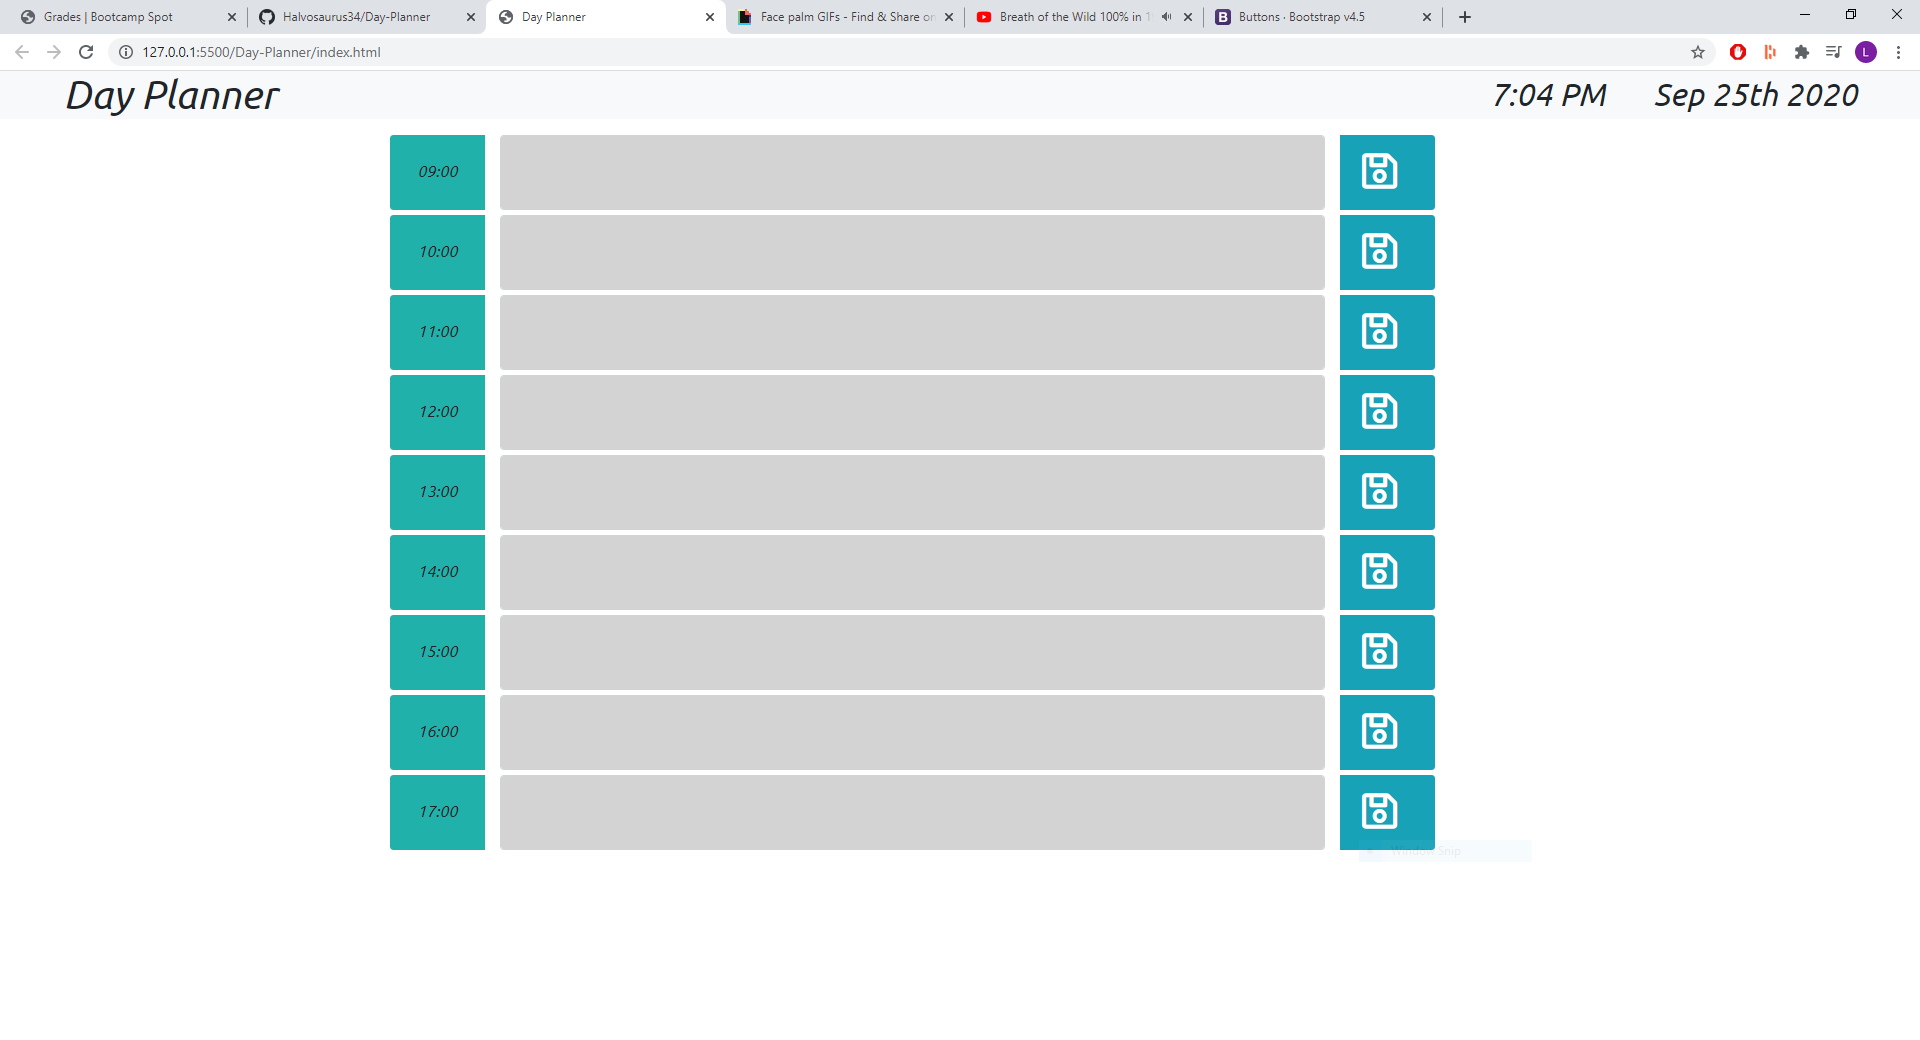 Grades | Bootcamp Spot
Halvosaurus34/Day-Planner
Day Planner
Face palm GIFs - Find & Share
Breath of the Wild 100% in
Buttons · Bootstrap v4.5
127.0.0.1:5500/Day-Planner/index.html
L
Day Planner
7:04 PM
Sep 25th 2020
09:00
10:00
11:00
12:00
13:00
14:00
15:00
16:00
17:00
Window Snip